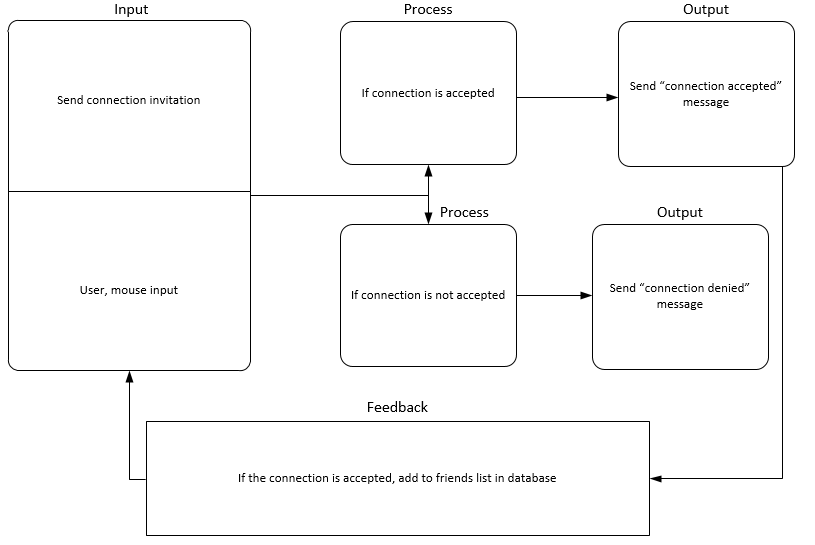 Input
Process
Output
Send connection invitation
If connection is accepted
Send “connection accepted”
message
User, mouse input
Process
Output
If connection is not accepted
Send “connection denied”
message
Feedback
If the connection is accepted, add to friends list in database